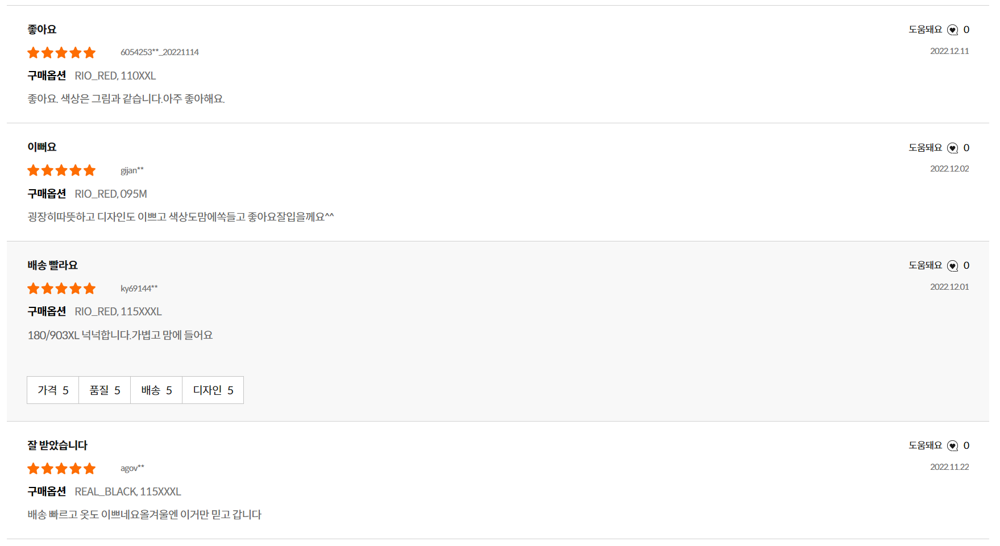 좋아요
도움돼요 0
6054253**_20221114
2022.12.11
구매옵션 RIO_RED, 110XXL
좋아요. 색상은 그림과 같습니다.아주 좋아해요.
이뻐요
도움돼요 0
gjjan**
2022.12.02
구매옵션 RIO_RED, 095M
굉장히따뜻하고 디자인도 이쁘고 색상도맘에쏙들고 좋아요잘입을께요^^
배송 빨라요
도움돼요 0
ky69144**
2022.12.01
구매옵션 RIO_RED, 115XXXL
180/903XL 넉넉합니다.가볍고 맘에 들어요
가격 5 품질 5 배송 5 디자인 5
잘 받았습니다
도움돼요 0
agov**
2022.11.22
구매옵션 REAL_BLACK, 115XXXL
배송 빠르고 옷도 이쁘네요올겨울엔 이거만 믿고 갑니다